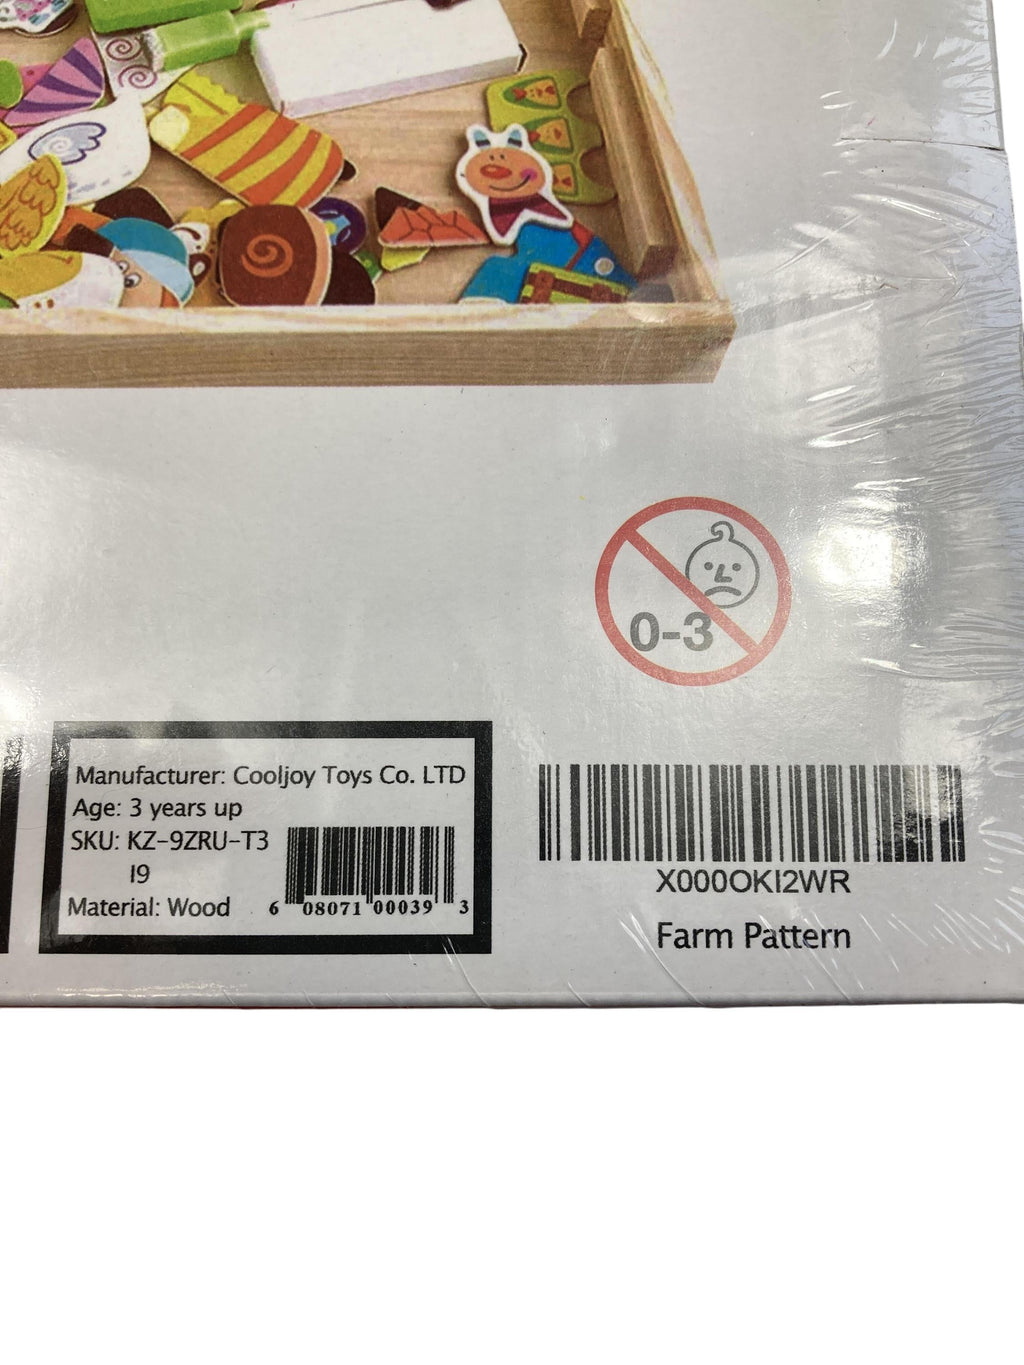 0-3
Manufacturer: Cooljoy Toys Co. LTD
Age: 3 years up
SKU: KZ-9ZRU-T3
I9
Material: Wood
6 08071 00039 3
X000OKI2WR
Farm Pattern